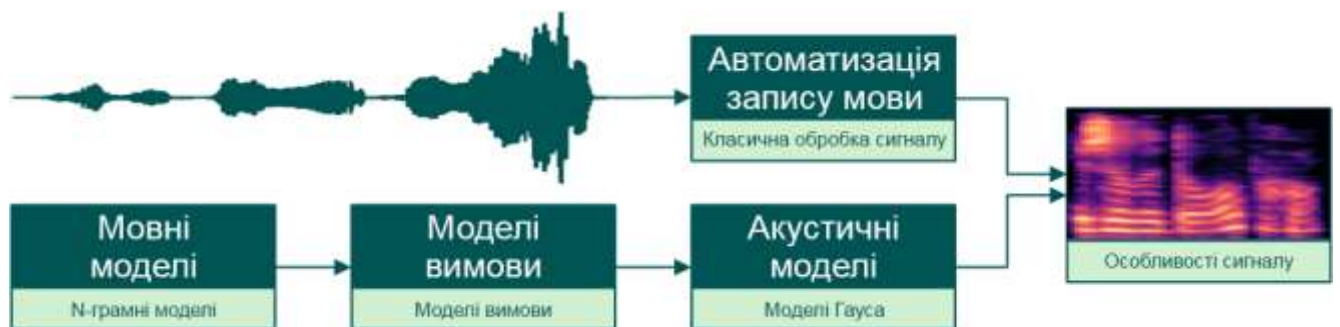 Автоматизація
запису мови
Класична обробка сигналу
Мовні
моделі
N-грамні моделі
Моделі
вимови
Моделі вимови
Акустичні
моделі
Моделі Гауса
Особливості сигналу